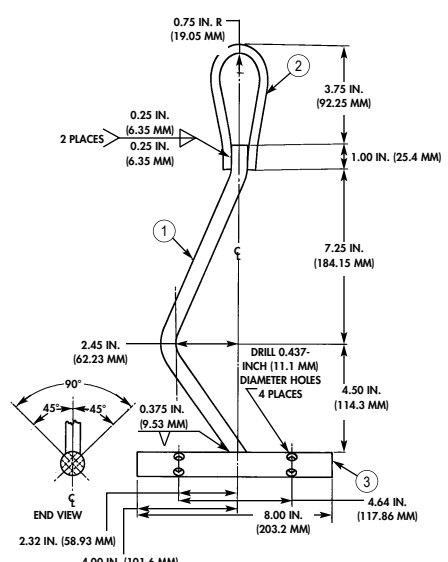 0.75 IN. R
(19.05 MM)
2
3.75 IN.
(92.25 MM)
0.25 IN.
(6.35 MM)
2 PLACES
0.25 IN.
(6.35 MM)
1.00 IN. (25.4 MM)
1
7.25 IN.
(184.15 MM)
℄
2.45 IN.
(62.23 MM)
DRILL 0.437-
INCH (11.1 MM)
DIAMETER HOLES
4 PLACES
4.50 IN.
(114.3 MM)
90°
45° 45°
0.375 IN.
(9.53 MM)
3
℄
END VIEW
4.64 IN.
(117.86 MM)
8.00 IN.
(203.2 MM)
2.32 IN. (58.93 MM)
4.00 IN. (101.6 MM)